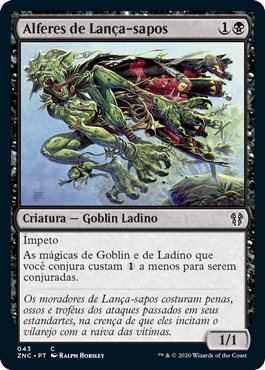 Alferes de Lança-sapos 1
Criatura — Goblin Ladino
Ímpeto
As mágicas de Goblin e de Ladino que
você conjura custam 1 a menos para serem
conjuradas.
Os moradores de Lança-sapos costuram penas,
ossos e troféus dos ataques passados em seus
estandartes, na crença de que eles incitam o
vilarejo com a raiva das vítimas.
1/1
043 C
ZNC • PT RALPH HORSLEY ™ & © 2020 Wizards of the Coast